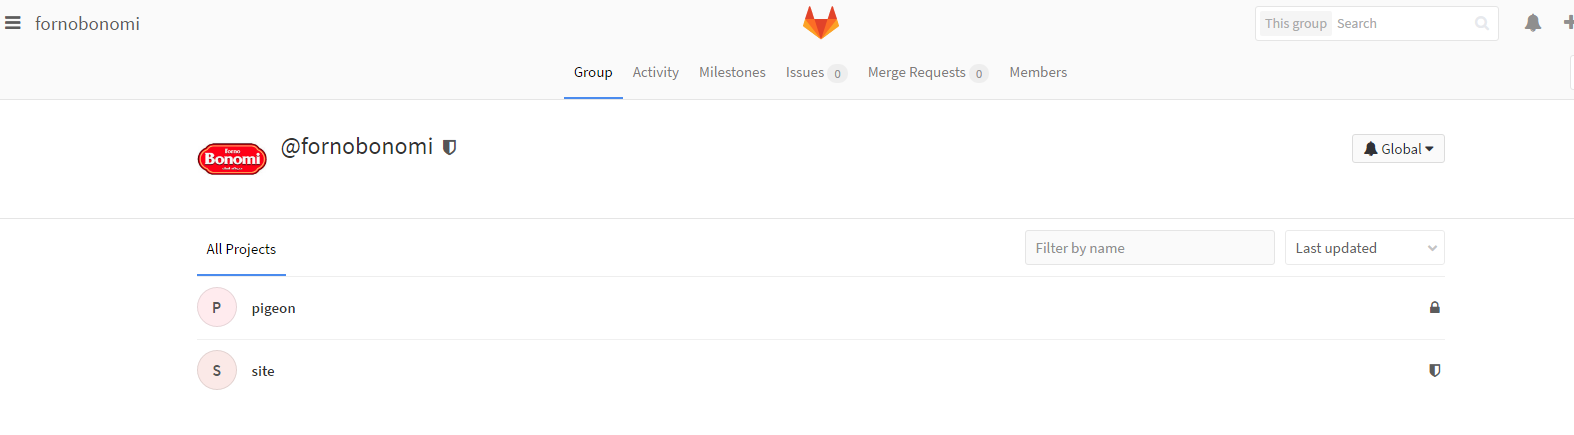 fornobonomi
This group Search
Group Activity Milestones Issues 0 Merge Requests 0 Members
forno
Bonomi
@fornobonomi
Global
All Projects
Filter by name
Last updated
P pigeon
S site